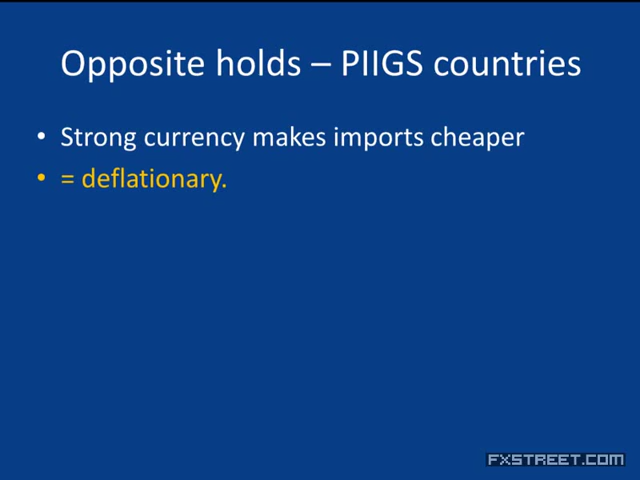 Opposite holds – PIIGS countries
• Strong currency makes imports cheaper
• = deflationary.
FXSTREET.COM